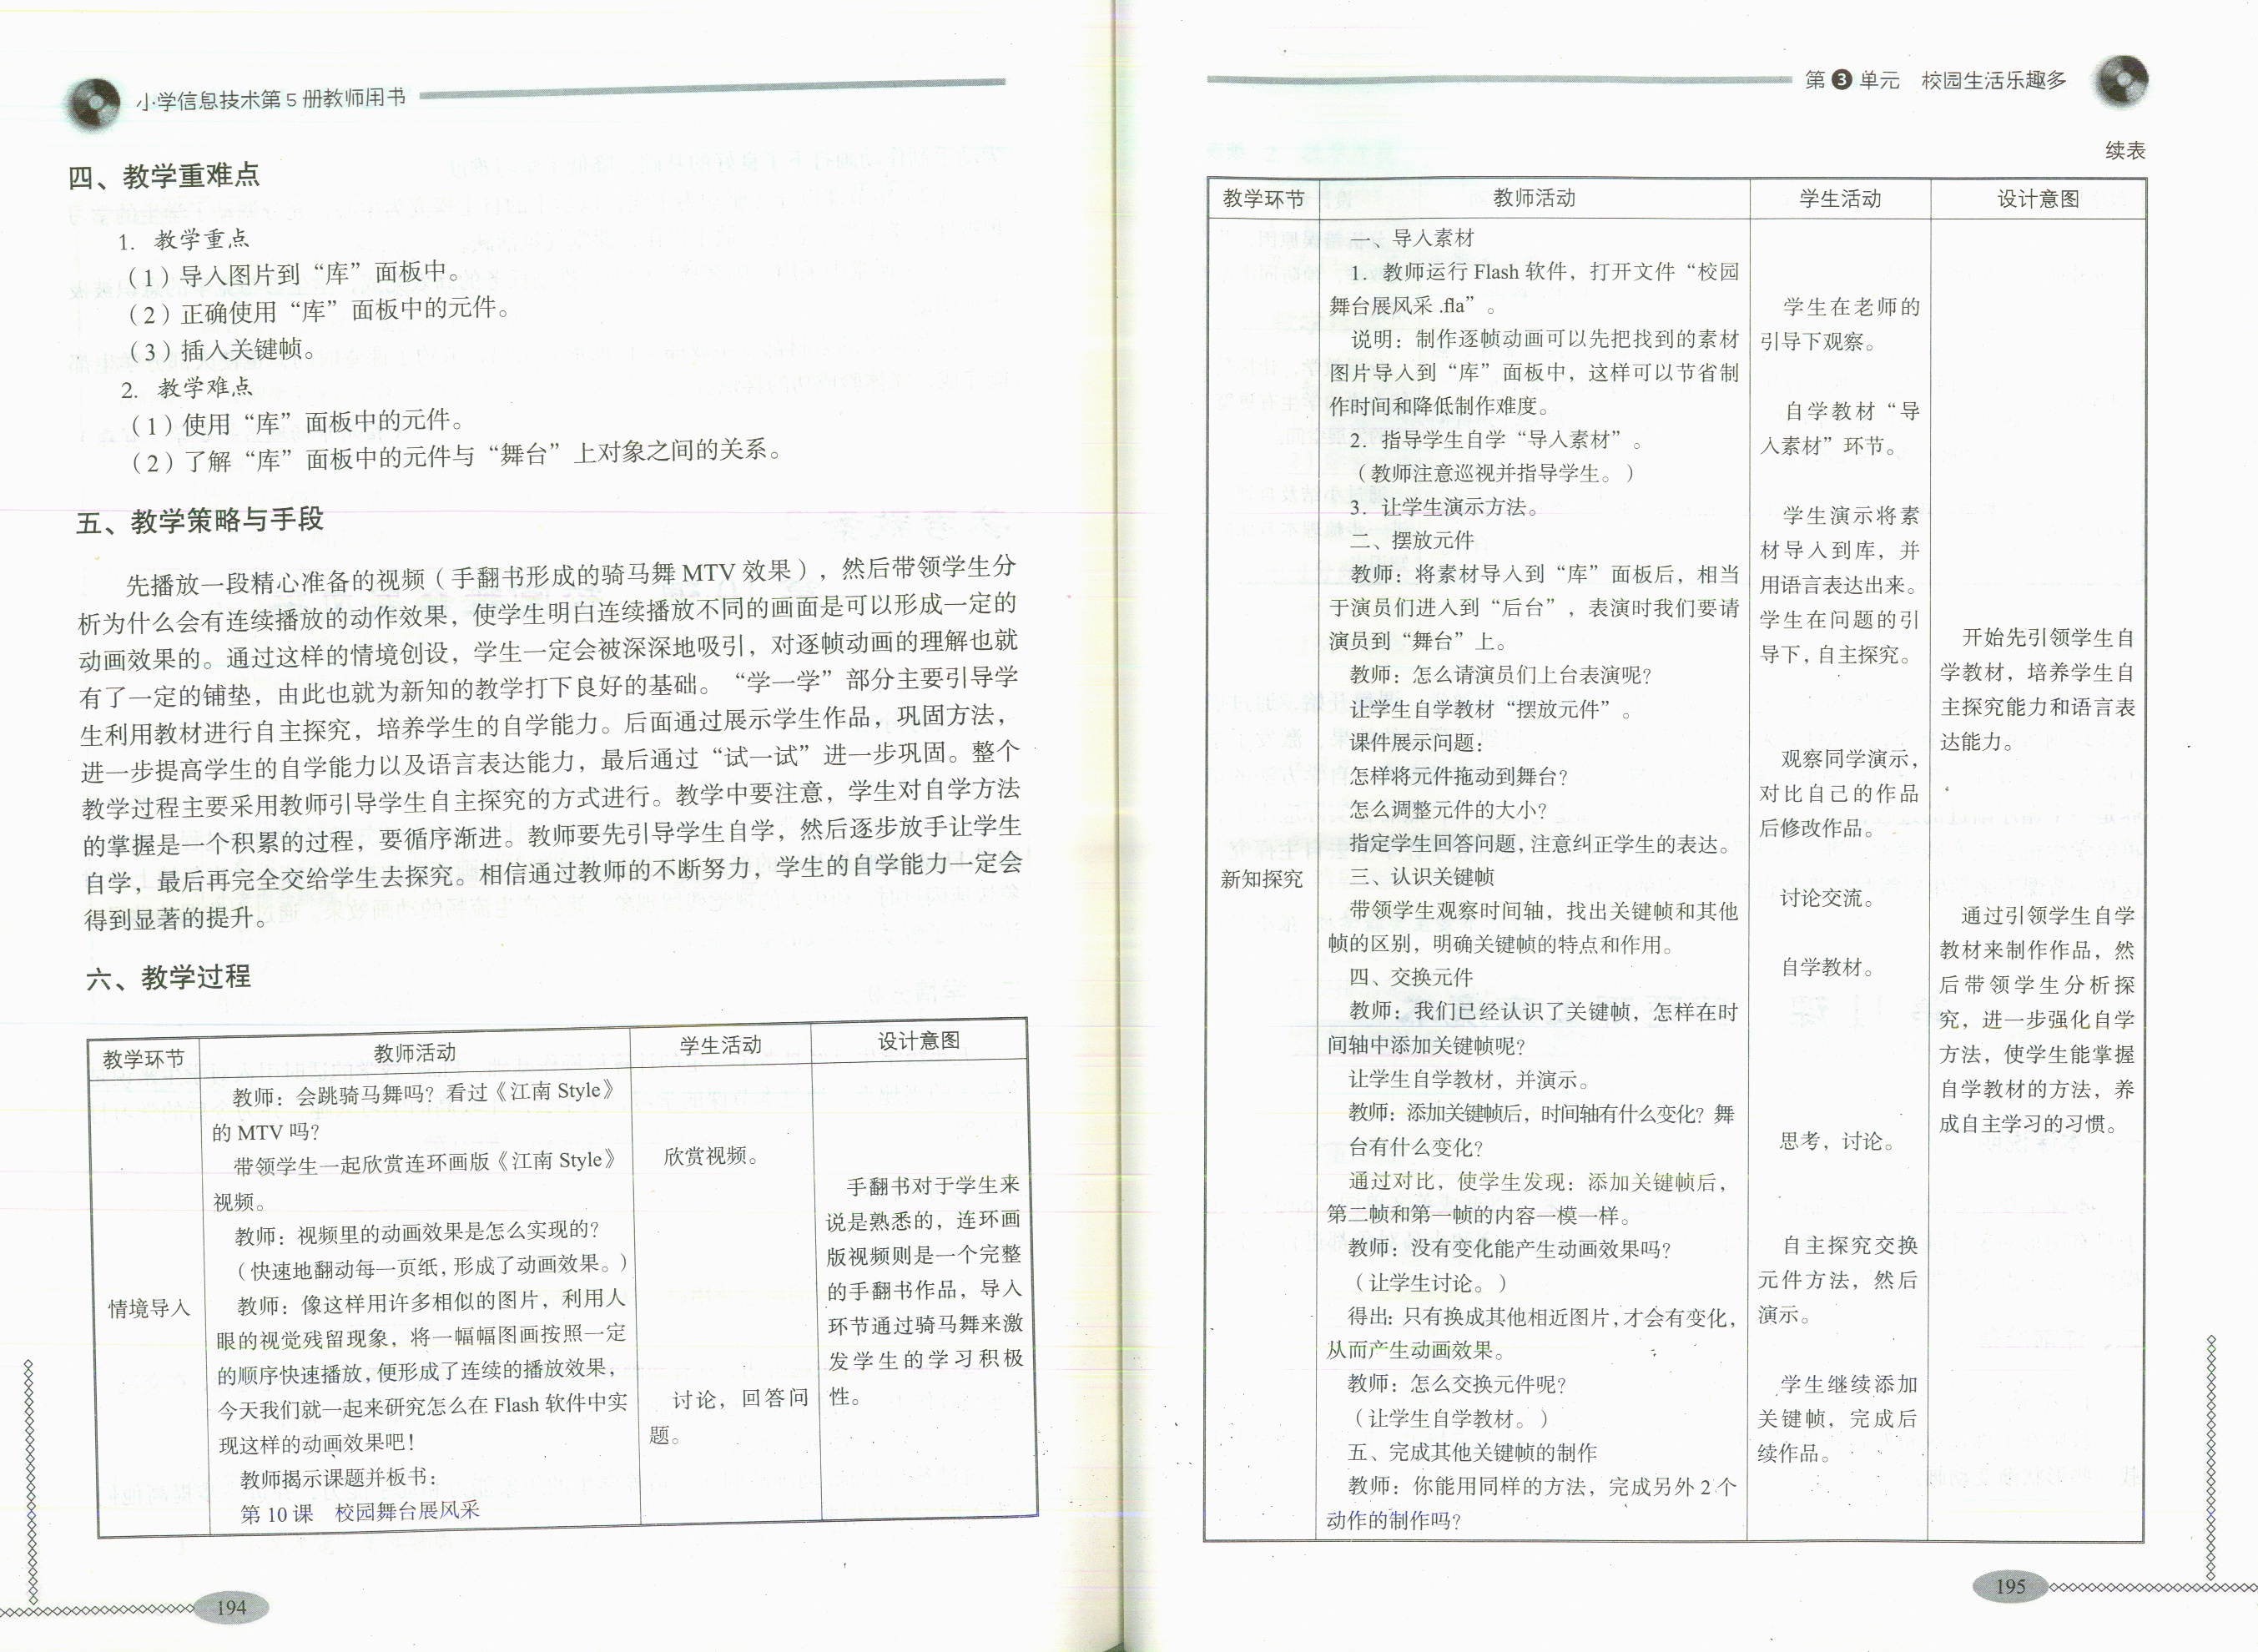 小学信息技术第5册教师用书
四、教学重难点
1. 教学重点
（1）导入图片到“库”面板中。
（2）正确使用“库”面板中的元件。
（3）插入关键帧。
2. 教学难点
（1）使用“库”面板中的元件。
（2）了解“库”面板中的元件与“舞台”上对象之间的关系。
五、教学策略与手段
先播放一段精心准备的视频（手翻书形成的骑马舞MTV效果），然后带领学生分
析为什么会有连续播放的动作效果，使学生明白连续播放不同的画面是可以形成一定的
动画效果的。通过这样的情境创设，学生一定会被深深地吸引，对逐帧动画的理解也就
有了一定的铺垫，由此也就为新知的教学打下良好的基础。“学一学”部分主要引导学
生利用教材进行自主探究，培养学生的自学能力。后面通过展示学生作品，巩固方法，
进一步提高学生的自学能力以及语言表达能力，最后通过“试一试”进一步巩固。整个
教学过程主要采用教师引导学生自主探究的方式进行。教学中要注意，学生对自学方法
的掌握是一个积累的过程，要循序渐进。教师要先引导学生自学，然后逐步放手让学生
自学，最后再完全交给学生去探究。相信通过教师的不断努力，学生的自学能力一定会
得到显著的提升。
六、教学过程
教学环节 教师活动 学生活动 设计意图
情境导入
教师：会跳骑马舞吗？看过《江南Style》
的MTV吗？
带领学生一起欣赏连环画版《江南Style》
视频。
教师：视频里的动画效果是怎么实现的？
（快速地翻动每一页纸，形成了动画效果。）
教师：像这样用许多相似的图片，利用人
眼的视觉残留现象，将一幅幅图画按照一定
的顺序快速播放，便形成了连续的播放效果，
今天我们就一起来研究怎么在Flash软件中实
现这样的动画效果吧！
教师揭示课题并板书：
第10课　校园舞台展风采
欣赏视频。
讨论，回答问
题。
手翻书对于学生来
说是熟悉的，连环画
版视频则是一个完整
的手翻书作品，导入
环节通过骑马舞来激
发学生的学习积极
性。
194
第3单元　校园生活乐趣多
续表
教学环节 教师活动 学生活动 设计意图
新知探究
一、导入素材
1. 教师运行Flash软件，打开文件“校园
舞台展风采.fla”。
说明：制作逐帧动画可以先把找到的素材
图片导入到“库”面板中，这样可以节省制
作时间和降低制作难度。
2. 指导学生自学“导入素材”。
（教师注意巡视并指导学生。）
3. 让学生演示方法。
二、摆放元件
教师：将素材导入到“库”面板后，相当
于演员们进入到“后台”，表演时我们要请
演员到“舞台”上。
教师：怎么请演员们上台表演呢？
让学生自学教材“摆放元件”。
课件展示问题：
怎样将元件拖动到舞台？
怎么调整元件的大小？
指定学生回答问题，注意纠正学生的表达。
三、认识关键帧
带领学生观察时间轴，找出关键帧和其他
帧的区别，明确关键帧的特点和作用。
四、交换元件
教师：我们已经认识了关键帧，怎样在时
间轴中添加关键帧呢？
让学生自学教材，并演示。
教师：添加关键帧后，时间轴有什么变化？舞
台有什么变化？
通过对比，使学生发现：添加关键帧后，
第二帧和第一帧的内容一模一样。
教师：没有变化能产生动画效果吗？
（让学生讨论。）
得出：只有换成其他相近图片，才会有变化，
从而产生动画效果。
教师：怎么交换元件呢？
（让学生自学教材。）
五、完成其他关键帧的制作
教师：你能用同样的方法，完成另外2个
动作的制作吗？
学生在老师的
引导下观察。
自学教材“导
入素材”环节。
学生演示将素
材导入到库，并
用语言表达出来。
学生在问题的引
导下，自主探究。
观察同学演示，
对比自己的作品
后修改作品。
讨论交流。
自学教材。
思考，讨论。
自主探究交换
元件方法，然后
演示。
学生继续添加
关键帧，完成后
续作品。
开始先引领学生自
学教材，培养学生自
主探究能力和语言表
达能力。
通过引领学生自学
教材来制作作品，然
后带领学生分析探
究，进一步强化自学
方法，使学生能掌握
自学教材的方法，养
成自主学习的习惯。
195